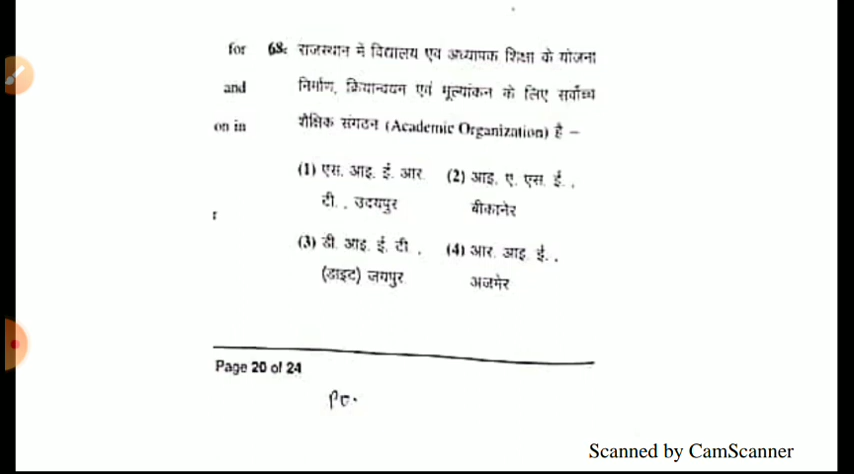 for 68. राजस्थान में विद्यालय एवं अध्यापक शिक्षा के योजना
and निर्माण, क्रियान्वयन एवं मूल्यांकन के लिए सर्वोच्च
on in शैक्षिक संगठन (Academic Organization) है –
(1) एस. आइ. ई. आर. (2) आइ. ए. एस. ई.,
टी., उदयपुर बीकानेर
(3) डी. आइ. ई. टी., (4) आर. आइ. ई.,
(डाइट) जयपुर अजमेर
Page 20 of 24
Scanned by CamScanner